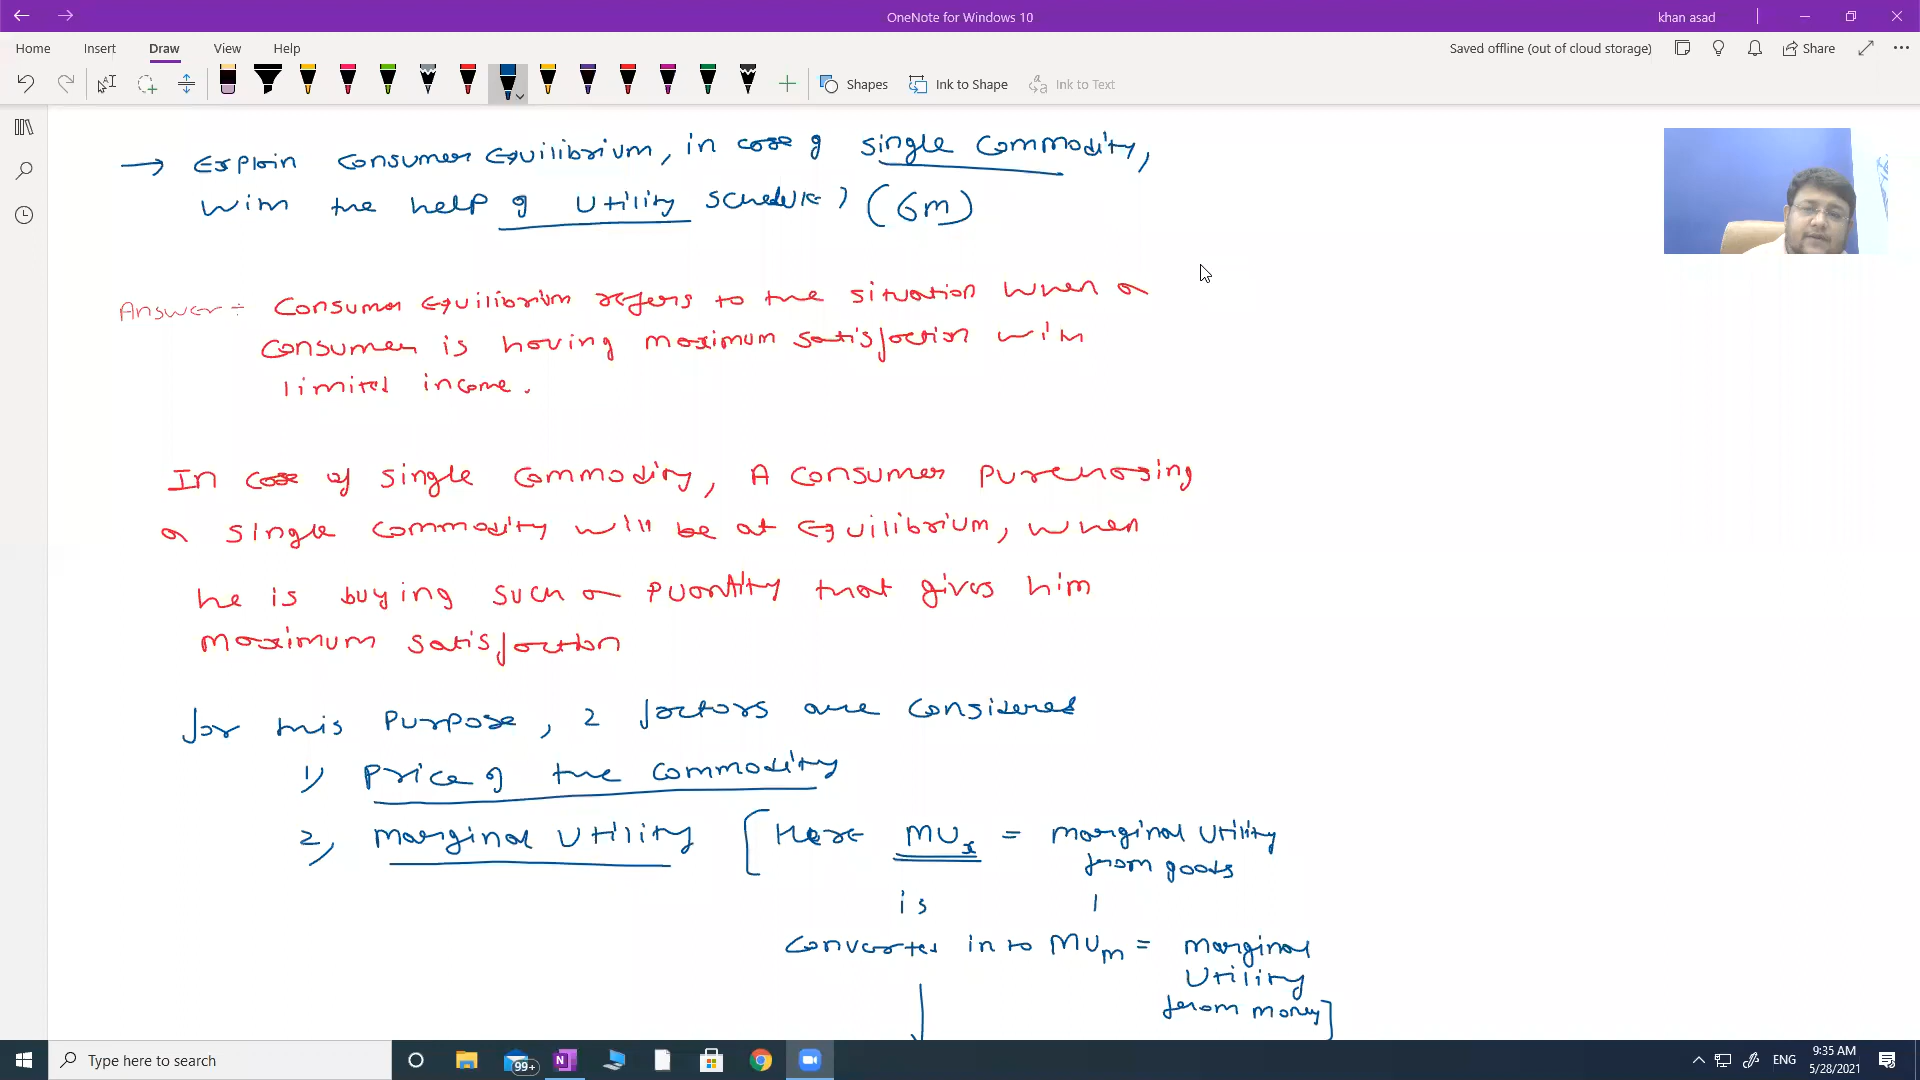 OneNote for Windows 10
khan asad
Home Insert Draw View Help
Saved offline (out of cloud storage) Share
Shapes Ink to Shape Ink to Text
→ Explain Consumer Equilibrium, in case of single Commodity,
with the help of Utility schedule) (6m)
Answer :- Consumer Equilibrium refers to the situation when a
consumer is having maximum satisfaction with
limited income.
In case of single Commodity, A Consumer purchasing
a single commodity will be at Equilibrium, when
he is buying such a quantity that gives him
maximum satisfaction
for this Purpose, 2 factors are considered
1) Price of the commodity
2) Marginal Utility [Here MUx = Marginal Utility
from goods
is
converted in to MUm = Marginal
Utility
from money]
Type here to search
99+
ENG
9:35 AM
5/28/2021